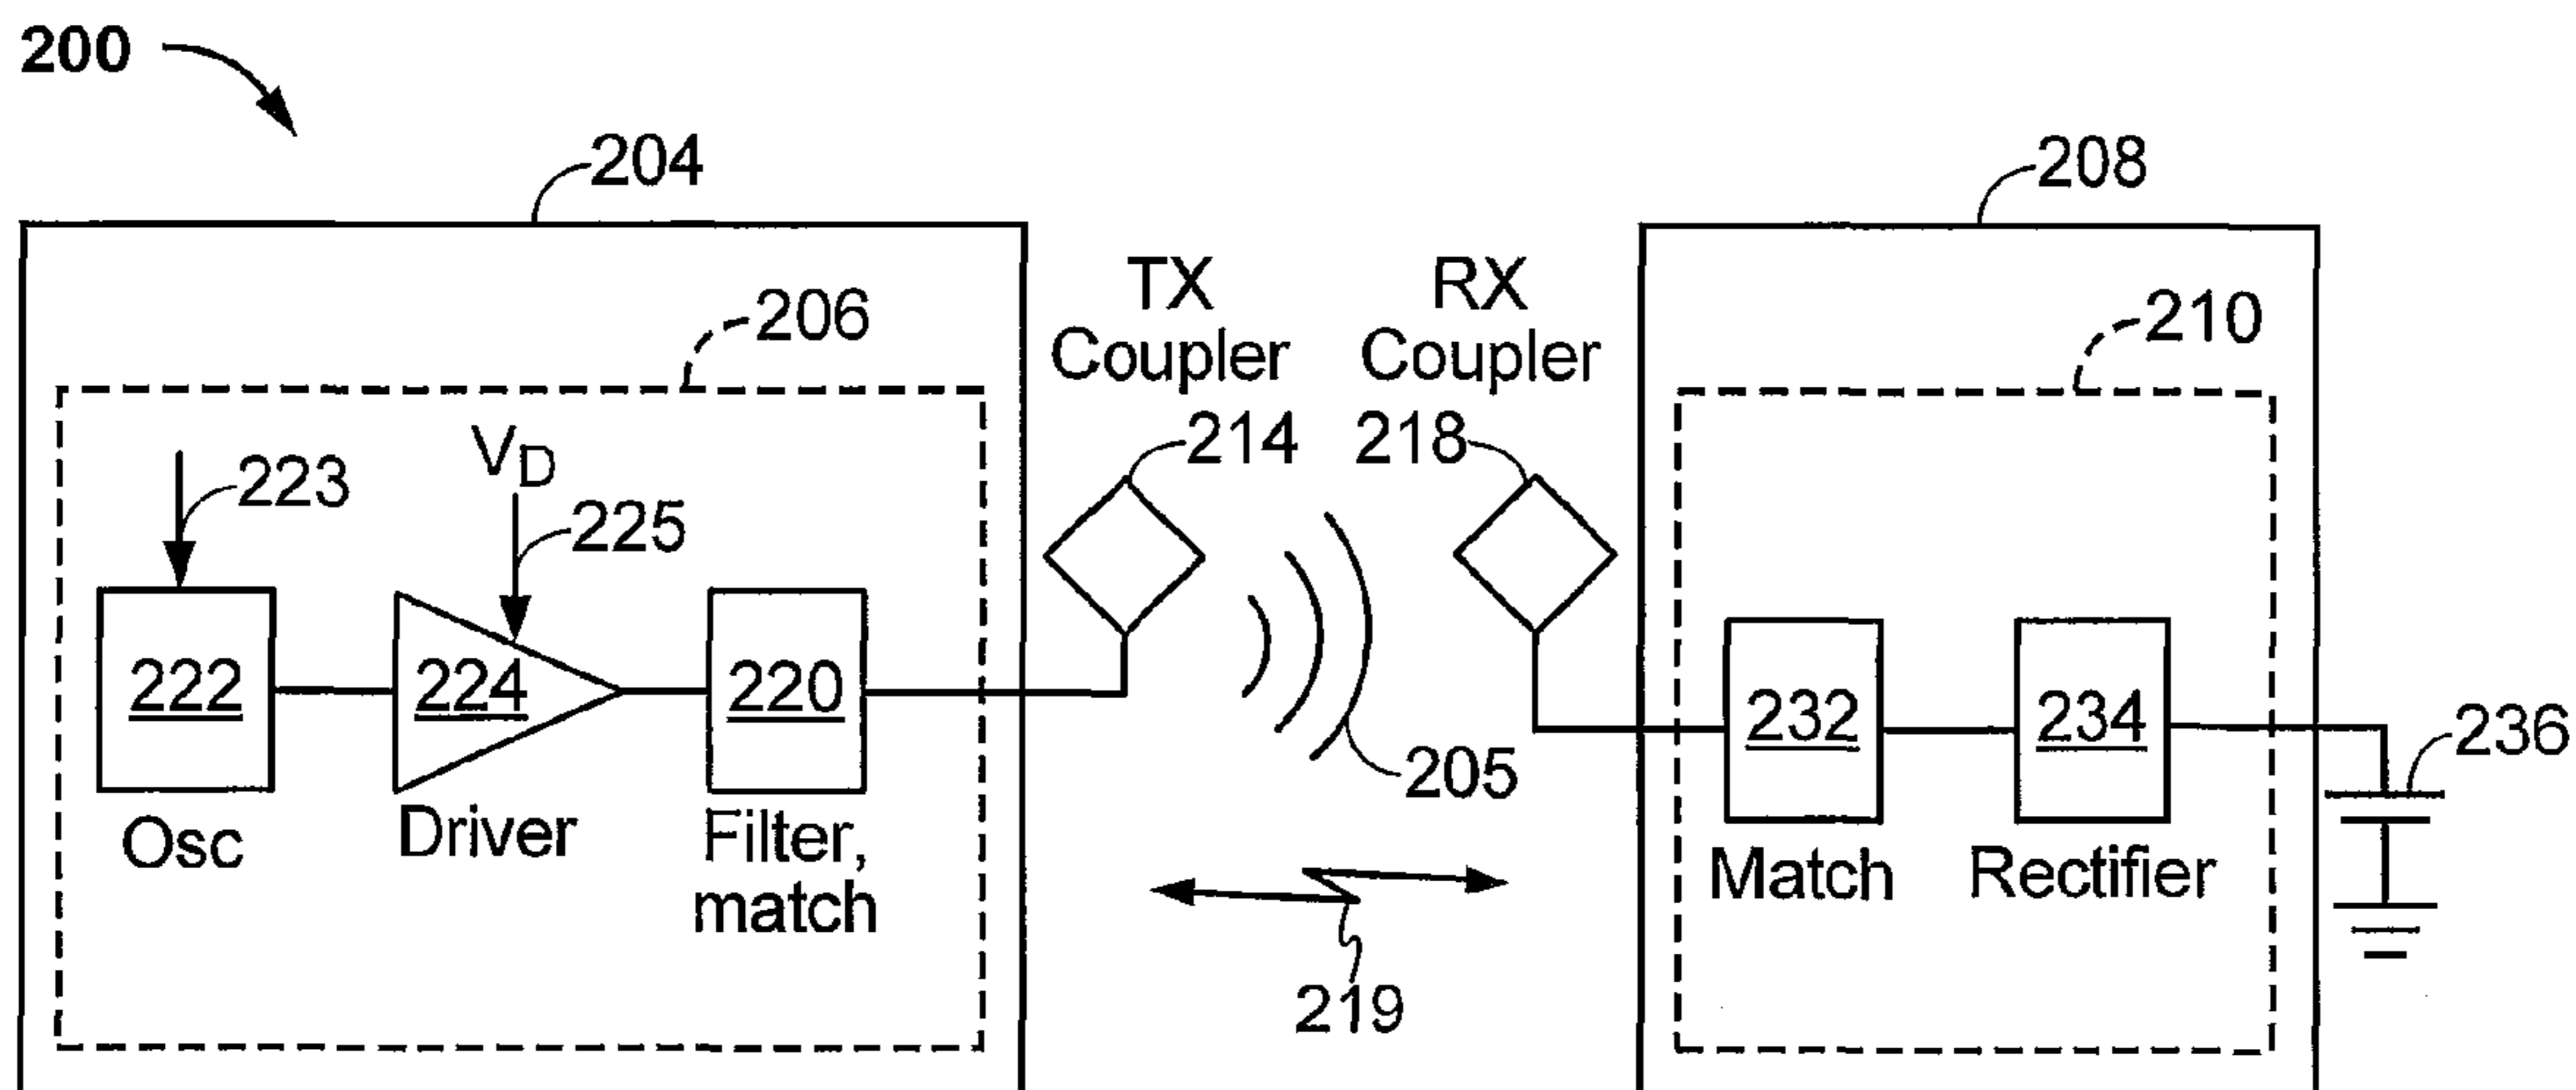 200
204
208
TX
Coupler
RX
Coupler
206
210
214
218
V_D
223
225
222
224
220
232
234
236
205
Osc
Driver
Filter,
match
Match
Rectifier
219